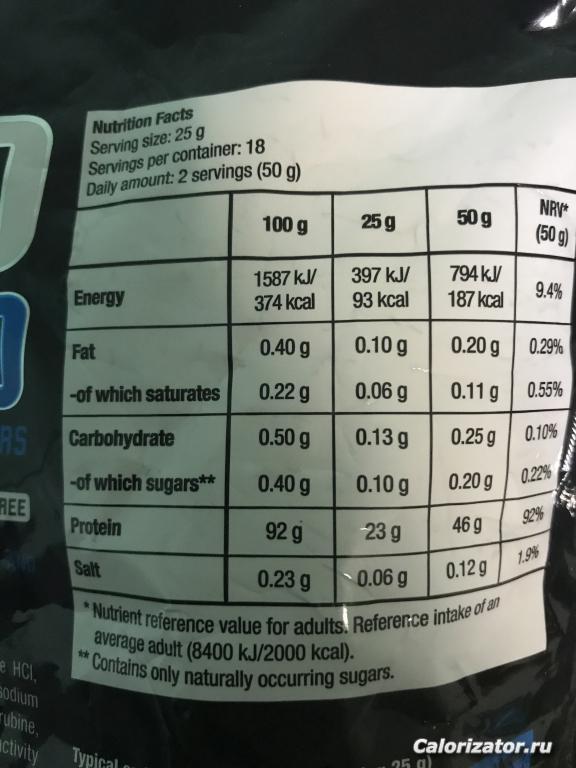 Nutrition Facts
Serving size: 25 g
Servings per container: 18
Daily amount: 2 servings (50 g)
100 g 25 g 50 g NRV* (50 g)
Energy 1587 kJ/ 374 kcal 397 kJ/ 93 kcal 794 kJ/ 187 kcal 9.4%
Fat 0.40 g 0.10 g 0.20 g 0.29%
-of which saturates 0.22 g 0.06 g 0.11 g 0.55%
Carbohydrate 0.50 g 0.13 g 0.25 g 0.10%
-of which sugars** 0.40 g 0.10 g 0.20 g 0.22%
Protein 92 g 23 g 46 g 92%
Salt 0.23 g 0.06 g 0.12 g 1.9%
* Nutrient reference value for adults. Reference intake of an
average adult (8400 kJ/2000 kcal).
** Contains only naturally occurring sugars.
RS
REE
e HCl,
sodium
rubine,
ctivity
Typical
25 g)
Calorizator.ru